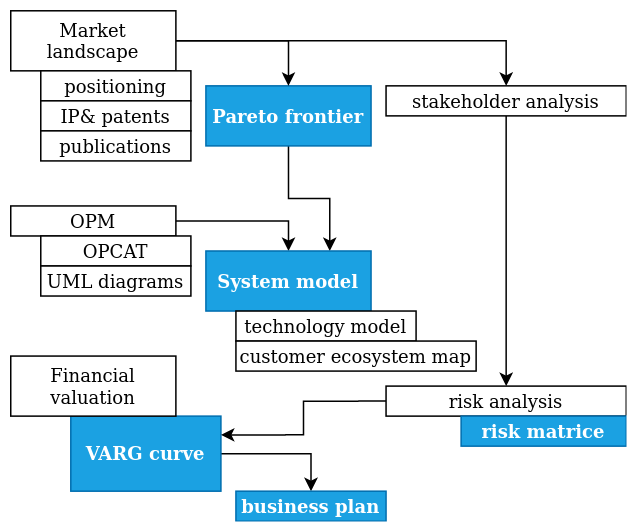 Market
landscape
positioning
IP& patents
publications
Pareto frontier
stakeholder analysis
OPM
OPCAT
UML diagrams
System model
technology model
customer ecosystem map
Financial
valuation
VARG curve
risk analysis
risk matrice
business plan